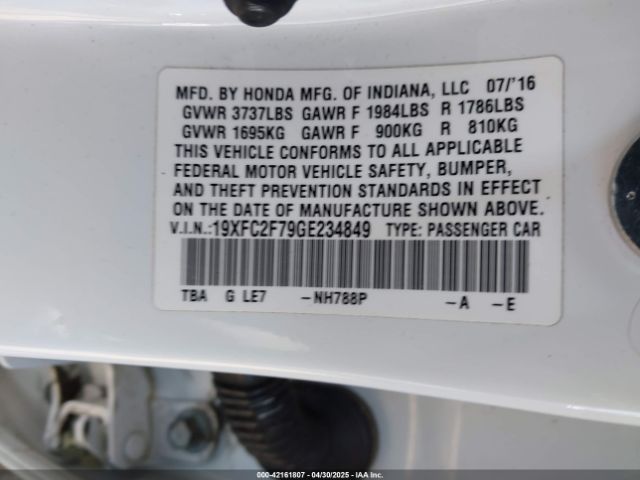 MFD. BY HONDA MFG. OF INDIANA, LLC 07/'16
GVWR 3737LBS GAWR F 1984LBS R 1786LBS
GVWR 1695KG GAWR F 900KG R 810KG
THIS VEHICLE CONFORMS TO ALL APPLICABLE
FEDERAL MOTOR VEHICLE SAFETY, BUMPER,
AND THEFT PREVENTION STANDARDS IN EFFECT
ON THE DATE OF MANUFACTURE SHOWN ABOVE.
V.I.N.:19XFC2F79GE234849 TYPE: PASSENGER CAR
TBA G LE7 -NH788P -A -E
000-42161807 - 04/30/2025 - IAAI.COM